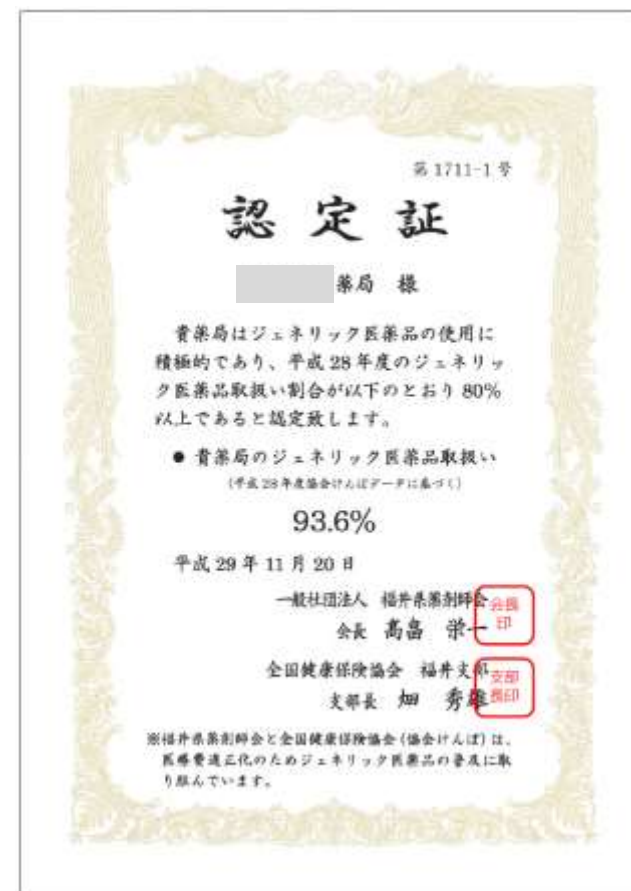 第1711-1号
認定証
薬局 様
貴薬局はジェネリック医薬品の使用に
積極的であり、平成28年度のジェネリッ
ク医薬品取扱い割合が以下のとおり80%
以上であると認定致します。
● 貴薬局のジェネリック医薬品取扱い
(平成28年度協会けんぽデータに基づく)
93.6%
平成29年11月20日
一般社団法人 福井県薬剤師会
会長 髙畠 栄一
会長
印
全国健康保険協会 福井支部
支部長 畑 秀雄
支部
長印
※福井県薬剤師会と全国健康保険協会(協会けんぽ)は、
医療費適正化のためジェネリック医薬品の普及に取
り組んでいます。